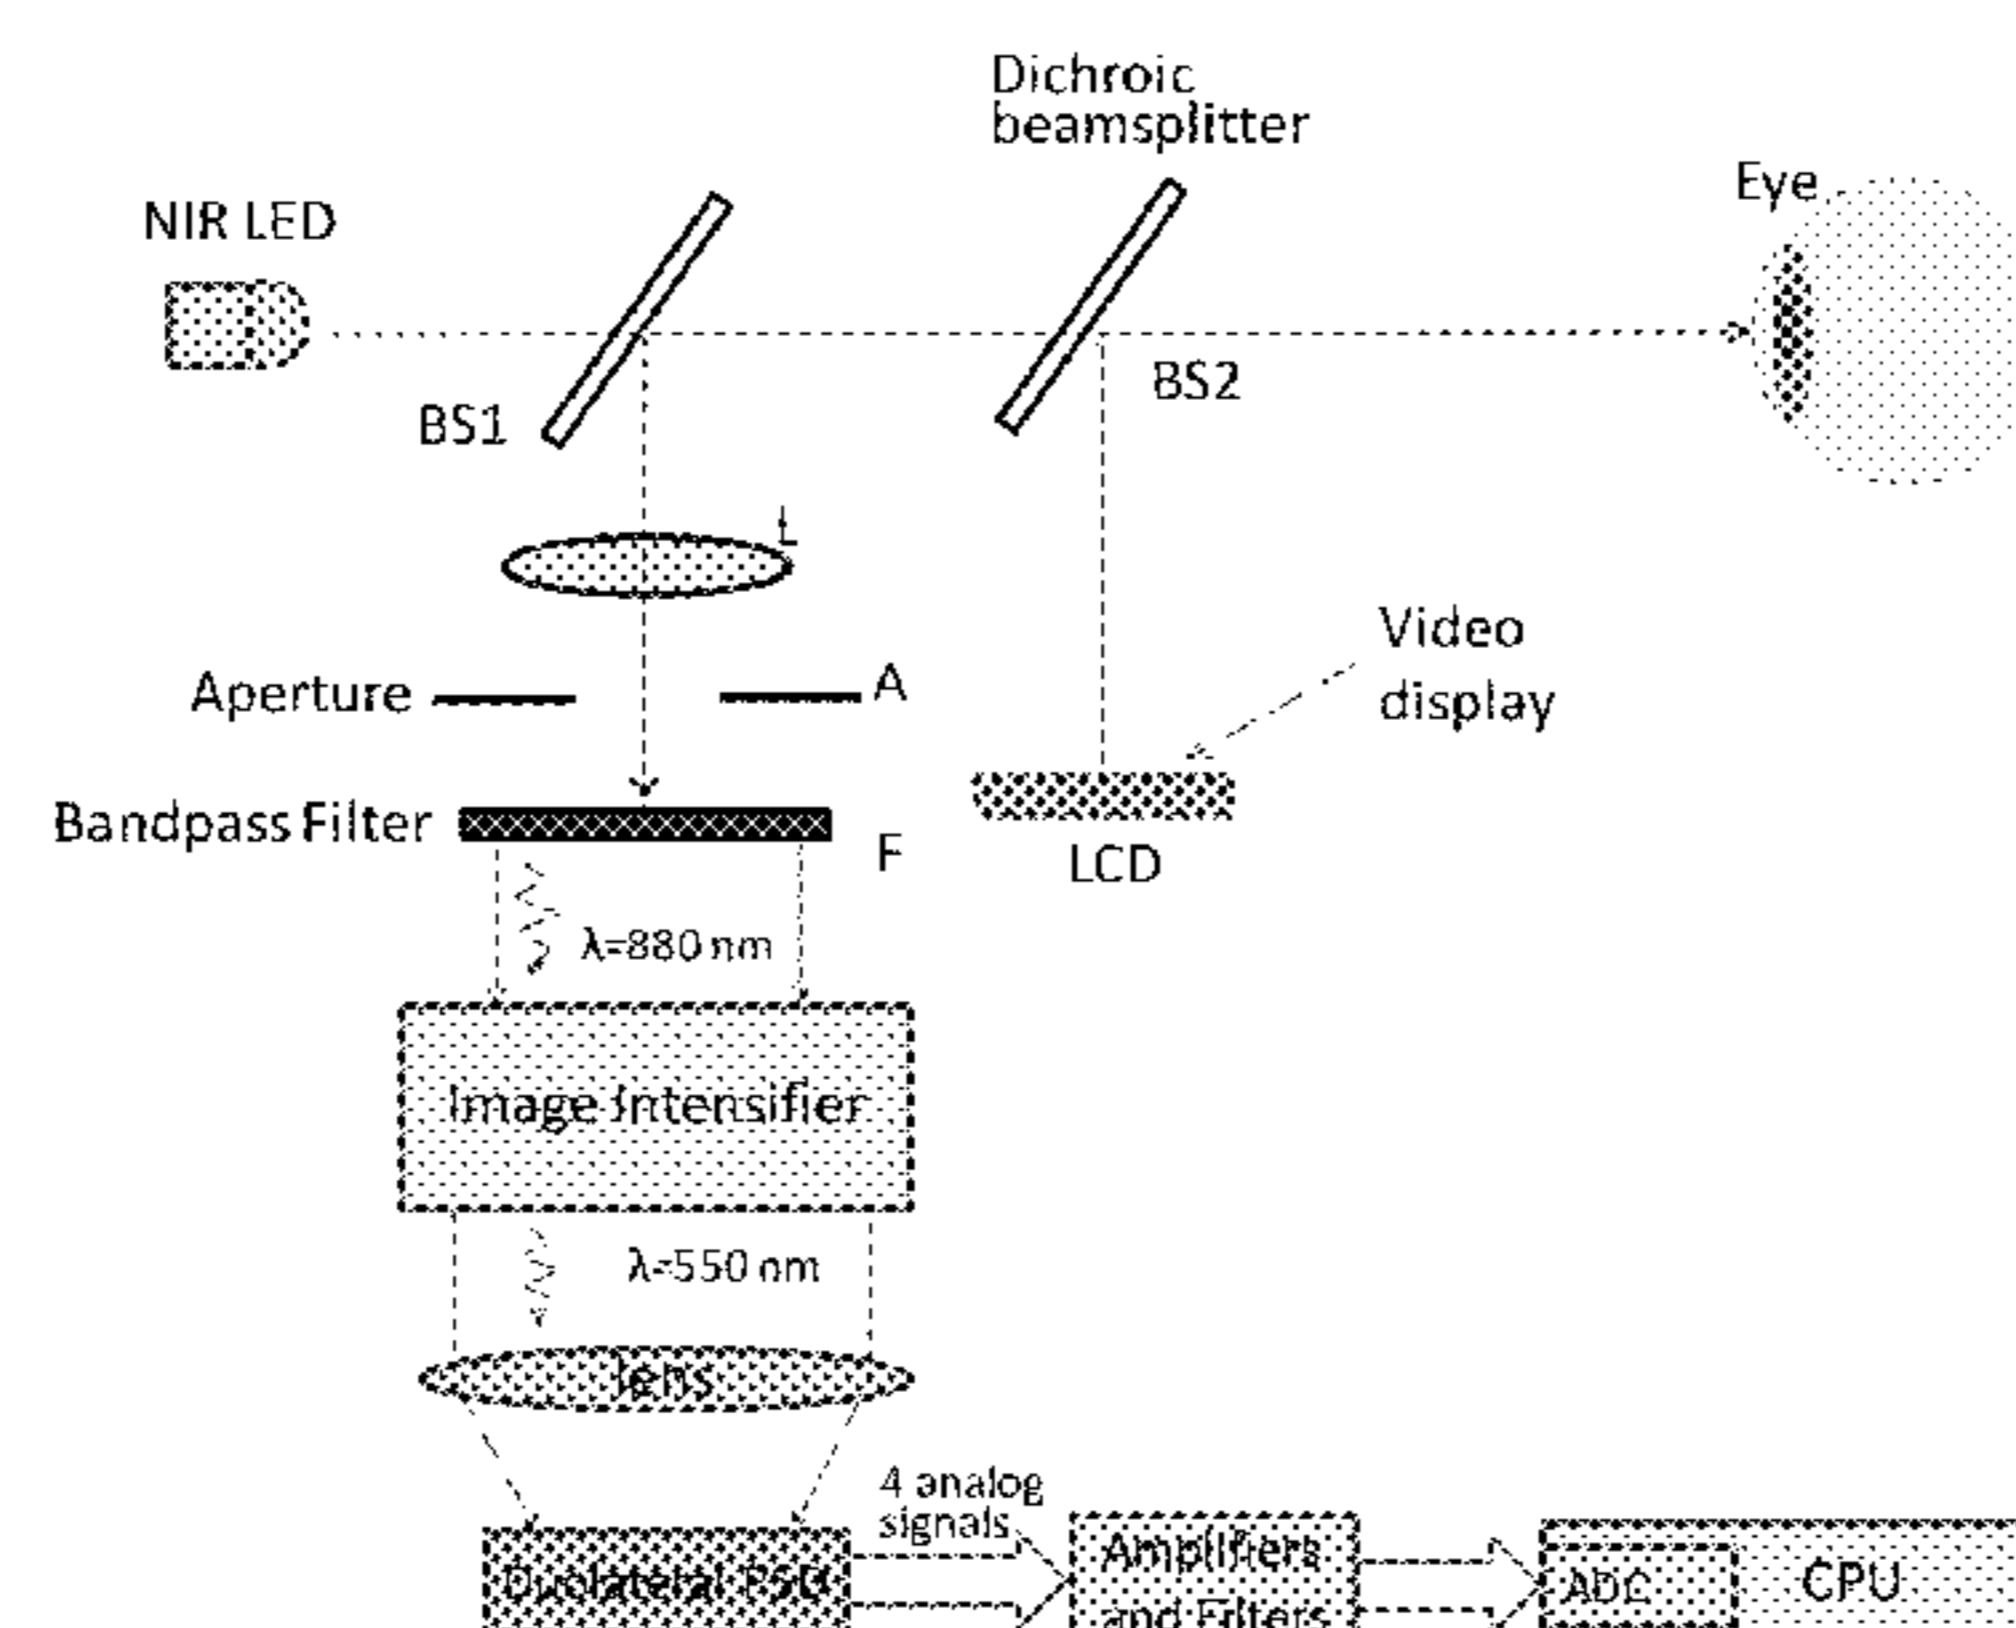 Dichroic
beamsplitter
Eye
NIR LED
BS2
BS1
L
Video
display
Aperture
A
Bandpass Filter
F
LCD
λ=880 nm
Image Intensifier
λ=550 nm
lens
4 analog
signals
Duolateral PSD
Amplifiers
and Filters
ADC
CPU